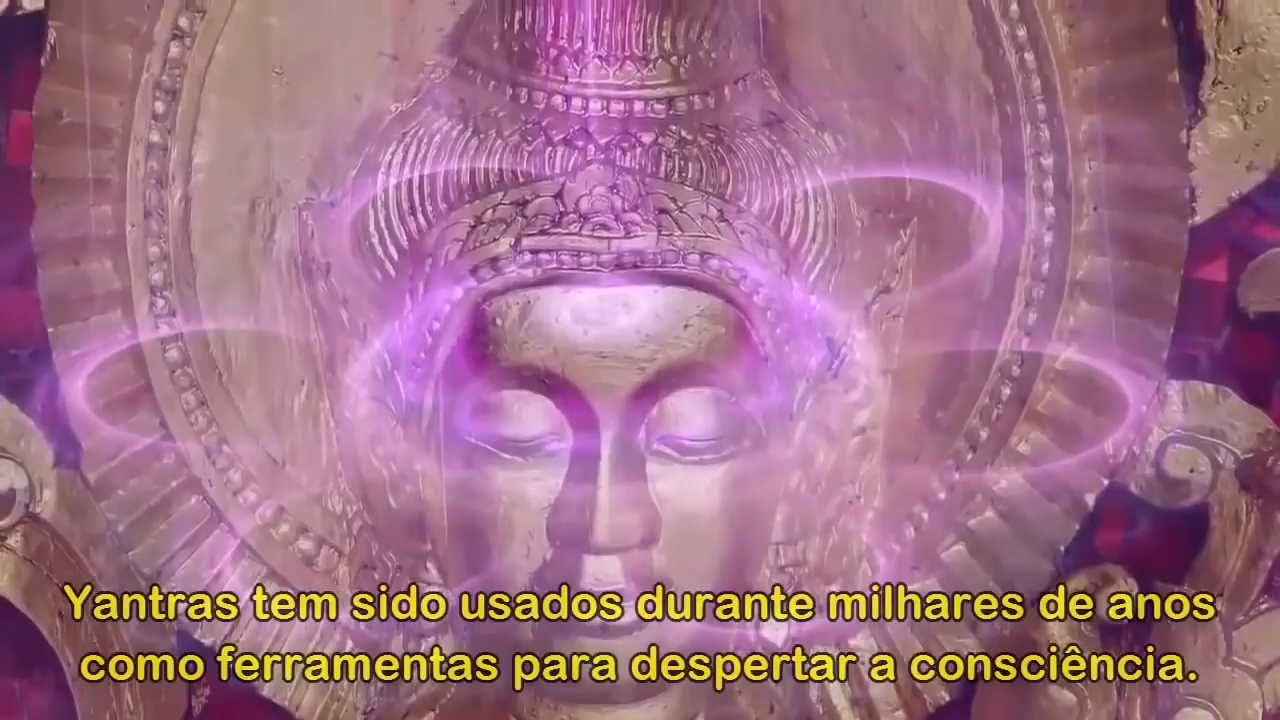 Yantras tem sido usados durante milhares de anos
como ferramentas para despertar a consciência.